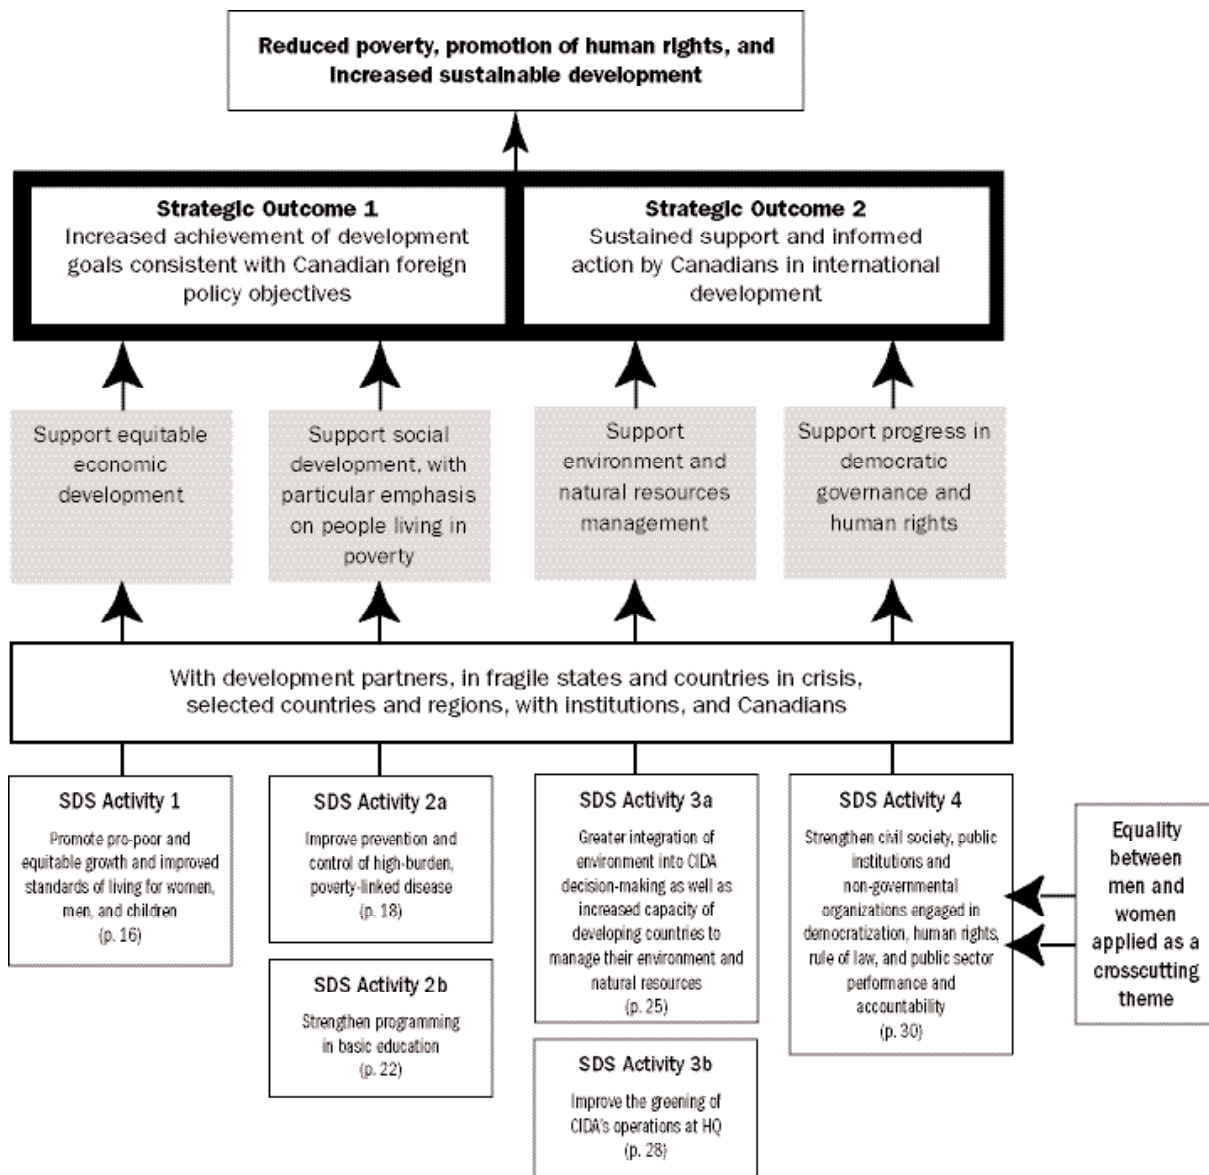 Reduced poverty, promotion of human rights, and
increased sustainable development
Strategic Outcome 1
Increased achievement of development
goals consistent with Canadian foreign
policy objectives
Strategic Outcome 2
Sustained support and informed
action by Canadians in international
development
Support equitable
economic
development
Support social
development, with
particular emphasis
on people living in
poverty
Support
environment and
natural resources
management
Support progress in
democratic
governance and
human rights
With development partners, in fragile states and countries in crisis,
selected countries and regions, with institutions, and Canadians
SDS Activity 1
Promote pro-poor and
equitable growth and improved
standards of living for women,
men, and children
(p. 16)
SDS Activity 2a
Improve prevention and
control of high-burden,
poverty-linked disease
(p. 18)
SDS Activity 2b
Strengthen programming
in basic education
(p. 22)
SDS Activity 3a
Greater integration of
environment into CIDA
decision-making as well as
increased capacity of
developing countries to
manage their environment and
natural resources
(p. 25)
SDS Activity 3b
Improve the greening of
CIDA's operations at HQ
(p. 28)
SDS Activity 4
Strengthen civil society, public
institutions and
non-governmental
organizations engaged in
democratization, human rights,
rule of law, and public sector
performance and
accountability
(p. 30)
Equality
between
men and
women
applied as a
crosscutting
theme